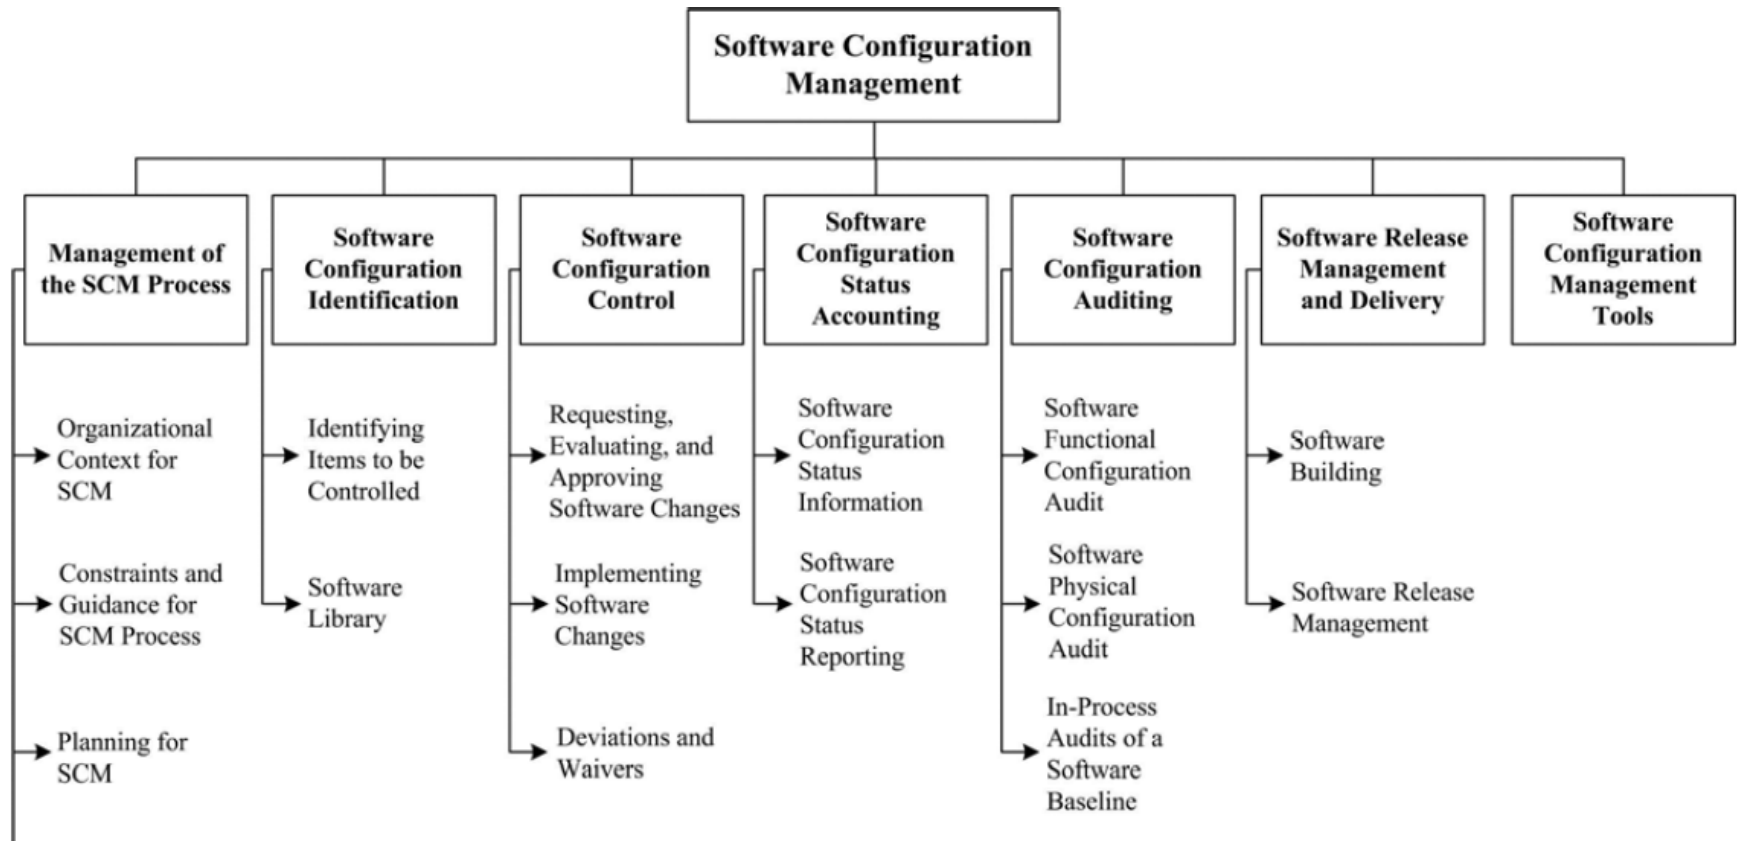 Software Configuration
Management
Management of
the SCM Process
Software
Configuration
Identification
Software
Configuration
Control
Software
Configuration
Status
Accounting
Software
Configuration
Auditing
Software Release
Management
and Delivery
Software
Configuration
Management
Tools
Organizational
Context for
SCM
Constraints and
Guidance for
SCM Process
Planning for
SCM
Identifying
Items to be
Controlled
Software
Library
Requesting,
Evaluating, and
Approving
Software Changes
Implementing
Software
Changes
Deviations and
Waivers
Software
Configuration
Status
Information
Software
Configuration
Status
Reporting
Software
Functional
Configuration
Audit
Software
Physical
Configuration
Audit
In-Process
Audits of a
Software
Baseline
Software
Building
Software Release
Management